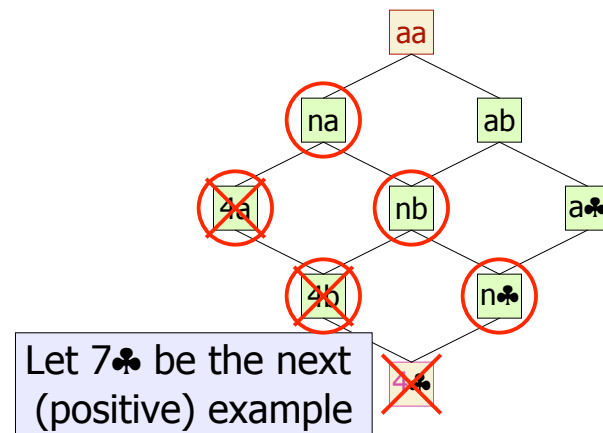 aa
na ab
4a nb a♣
4b n♣
4♣
Let 7♣ be the next
(positive) example